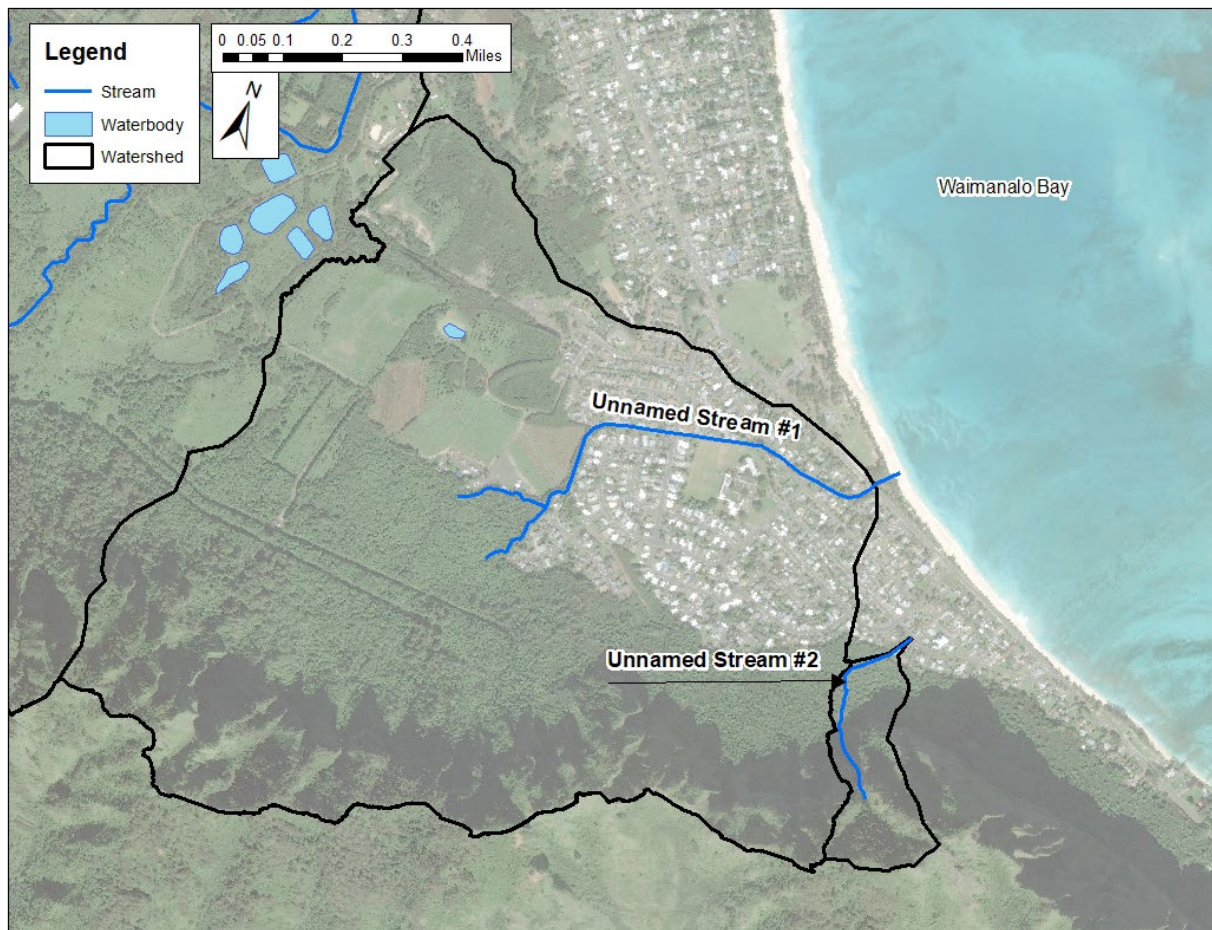 Legend
Stream
Waterbody
Watershed
0 0.05 0.1 0.2 0.3 0.4
Miles
N
Waimanalo Bay
Unnamed Stream #1
Unnamed Stream #2